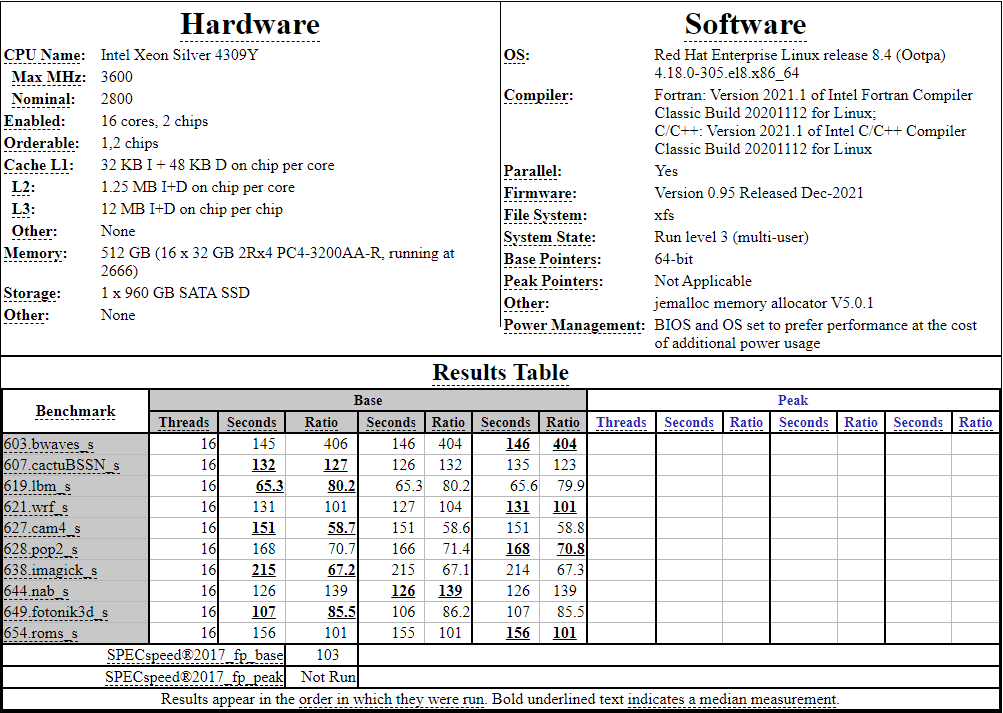 Hardware
CPU Name: Intel Xeon Silver 4309Y
Max MHz: 3600
Nominal: 2800
Enabled: 16 cores, 2 chips
Orderable: 1,2 chips
Cache L1: 32 KB I + 48 KB D on chip per core
L2: 1.25 MB I+D on chip per core
L3: 12 MB I+D on chip per chip
Other: None
Memory: 512 GB (16 x 32 GB 2Rx4 PC4-3200AA-R, running at
2666)
Storage: 1 x 960 GB SATA SSD
Other: None
Software
OS: Red Hat Enterprise Linux release 8.4 (Ootpa)
4.18.0-305.el8.x86_64
Compiler: Fortran: Version 2021.1 of Intel Fortran Compiler
Classic Build 20201112 for Linux;
C/C++: Version 2021.1 of Intel C/C++ Compiler
Classic Build 20201112 for Linux
Parallel: Yes
Firmware: Version 0.95 Released Dec-2021
File System: xfs
System State: Run level 3 (multi-user)
Base Pointers: 64-bit
Peak Pointers: Not Applicable
Other: jemalloc memory allocator V5.0.1
Power Management: BIOS and OS set to prefer performance at the cost
of additional power usage
Results Table
Benchmark Base Peak
Threads Seconds Ratio Seconds Ratio Seconds Ratio Threads Seconds Ratio Seconds Ratio Seconds Ratio
603.bwaves_s 16 145 406 146 404 146 404
607.cactuBSSN_s 16 132 127 126 132 135 123
619.lbm_s 16 65.3 80.2 65.3 80.2 65.6 79.9
621.wrf_s 16 131 101 127 104 131 101
627.cam4_s 16 151 58.7 151 58.6 151 58.8
628.pop2_s 16 168 70.7 166 71.4 168 70.8
638.imagick_s 16 215 67.2 215 67.1 214 67.3
644.nab_s 16 126 139 126 139 126 139
649.fotonik3d_s 16 107 85.5 106 86.2 107 85.5
654.roms_s 16 156 101 155 101 156 101
SPECspeed®2017_fp_base 103
SPECspeed®2017_fp_peak Not Run
Results appear in the order in which they were run. Bold underlined text indicates a median measurement.